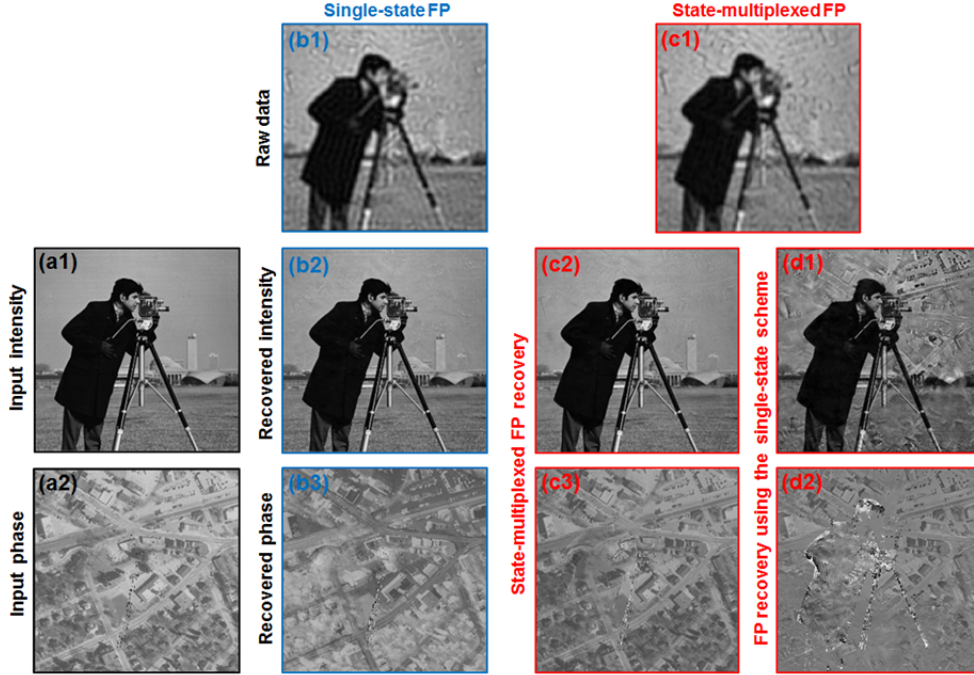 Single-state FP
State-multiplexed FP
(b1)
(c1)
Raw data
(a1)
(b2)
(c2)
(d1)
Input intensity
Recovered intensity
State-multiplexed FP recovery
FP recovery using the single-state scheme
(a2)
(b3)
(c3)
(d2)
Input phase
Recovered phase